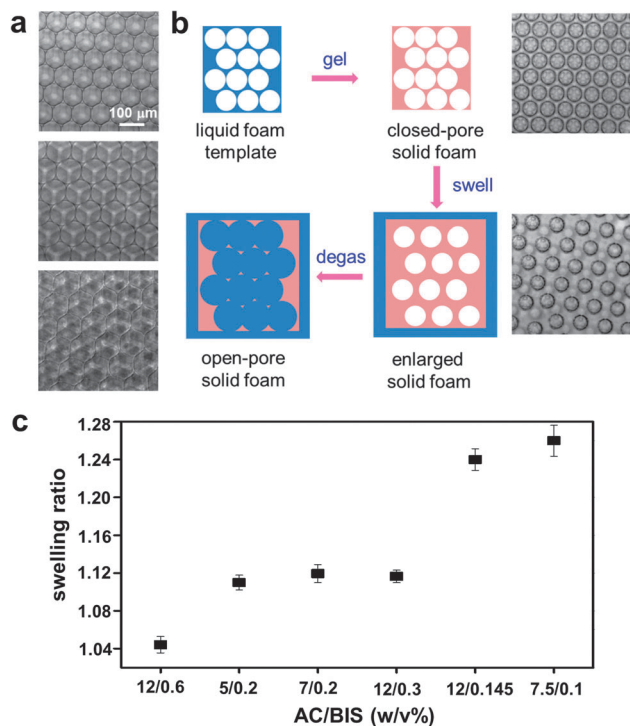 a
100 μm
b
gel
liquid foam
template
closed-pore
solid foam
swell
degas
open-pore
solid foam
enlarged
solid foam
c
swelling ratio
1.28
1.24
1.20
1.16
1.12
1.08
1.04
12/0.6 5/0.2 7/0.2 12/0.3 12/0.145 7.5/0.1
AC/BIS (w/v%)